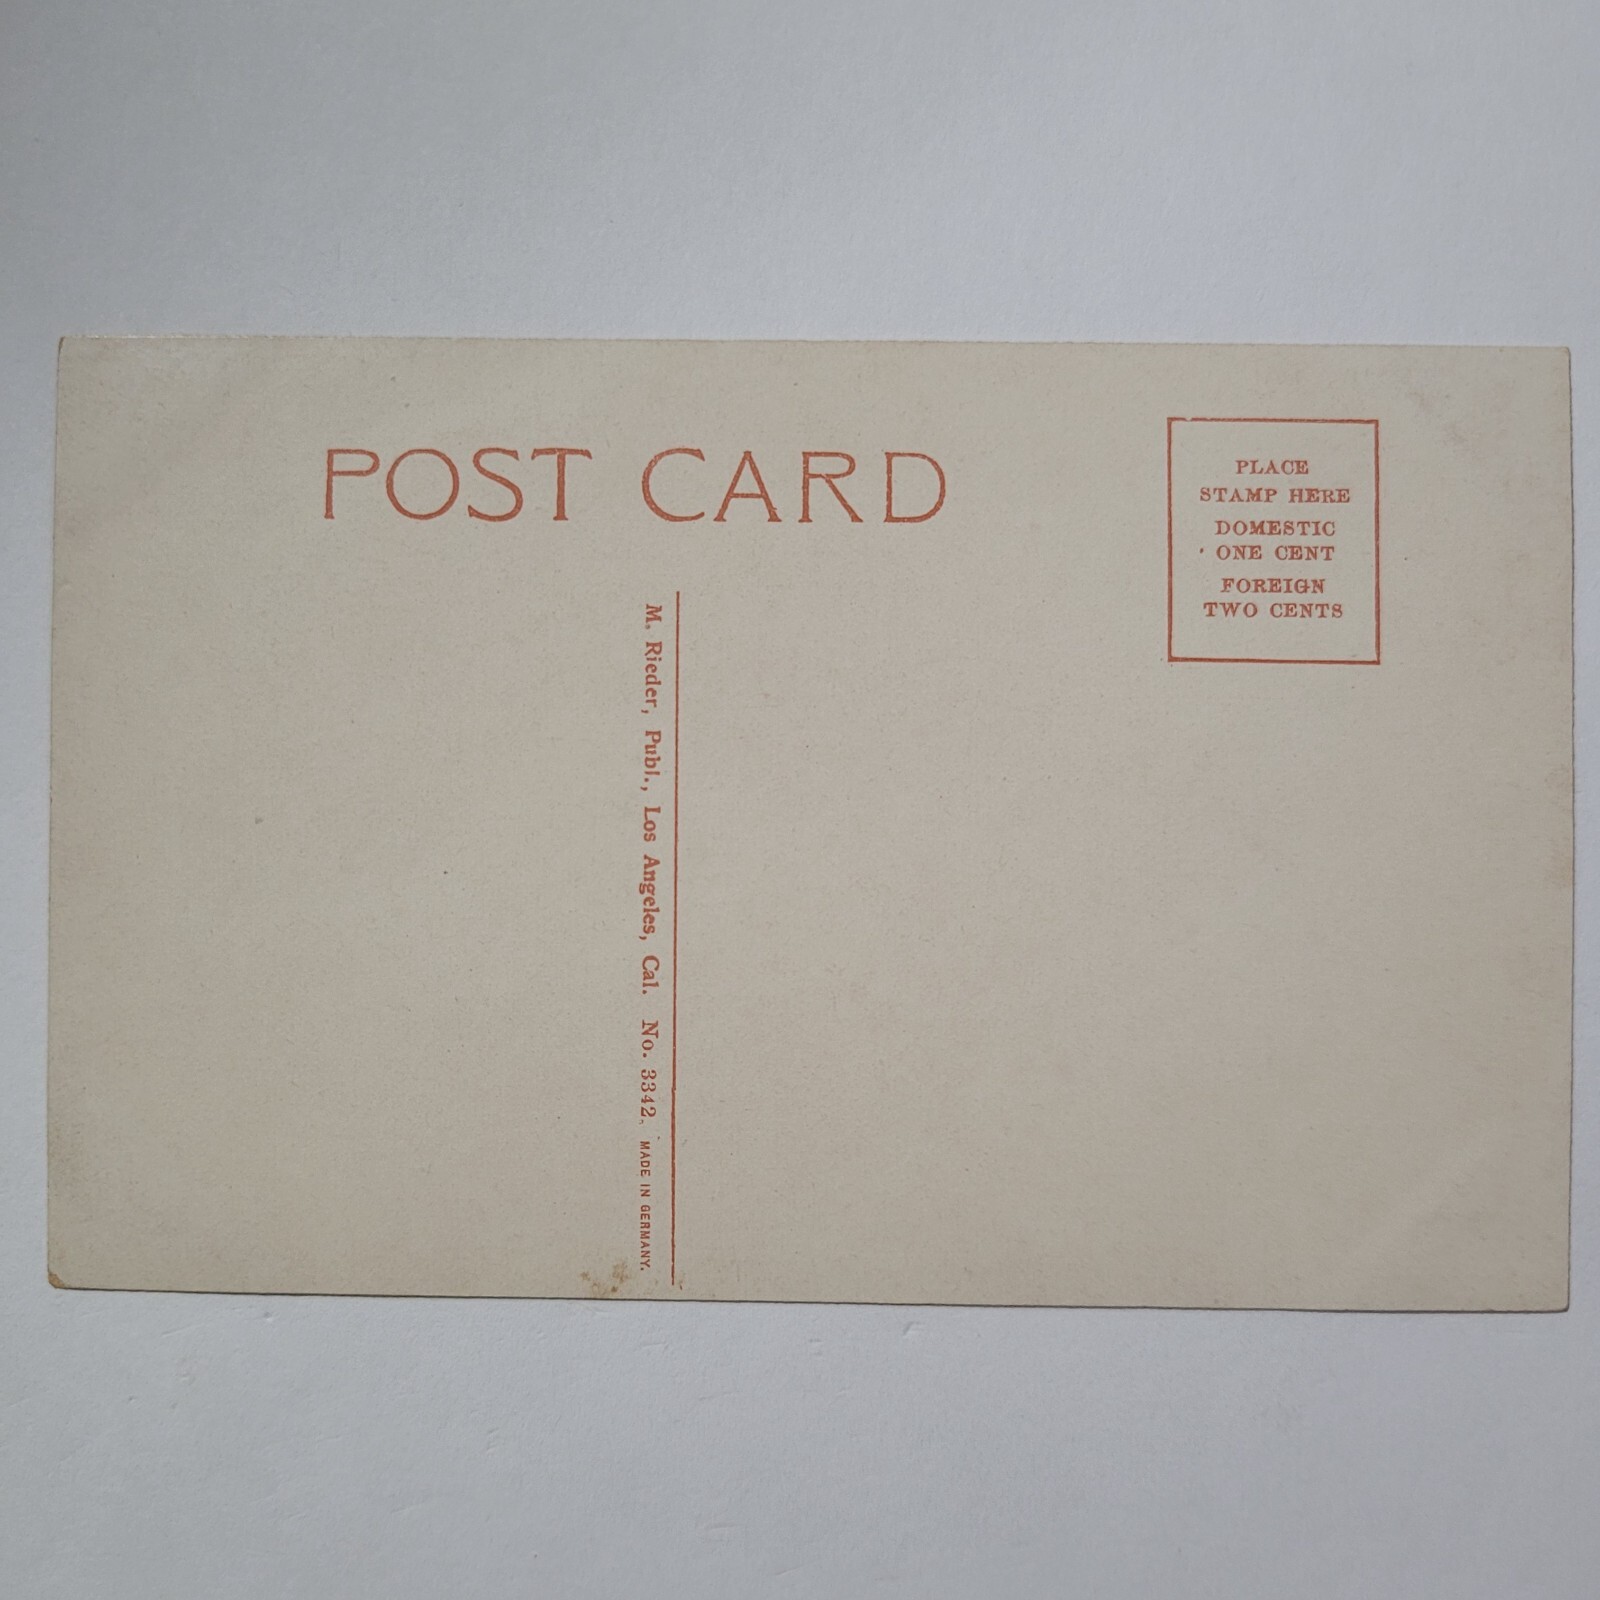 POST CARD
PLACE
STAMP HERE
DOMESTIC
ONE CENT
FOREIGN
TWO CENTS
M. Rieder, Publ., Los Angeles, Cal. No. 3342. MADE IN GERMANY.